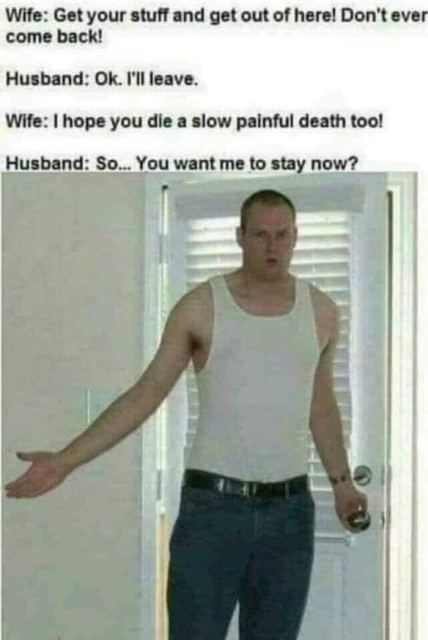 Wife: Get your stuff and get out of here! Don't ever
come back!
Husband: Ok. I'll leave.
Wife: I hope you die a slow painful death too!
Husband: So... You want me to stay now?